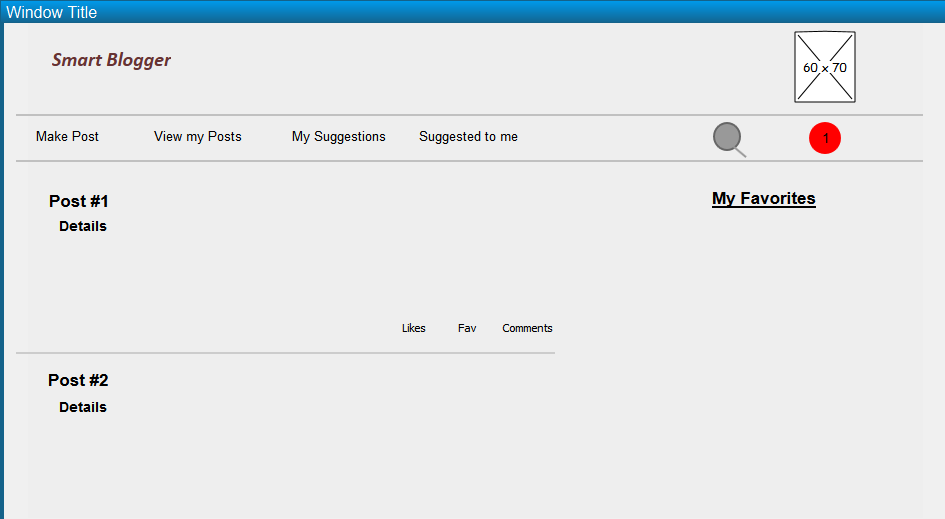 Window Title
Smart Blogger
60 x 70
Make Post View my Posts My Suggestions Suggested to me 1
Post #1
Details
My Favorites
Likes Fav Comments
Post #2
Details